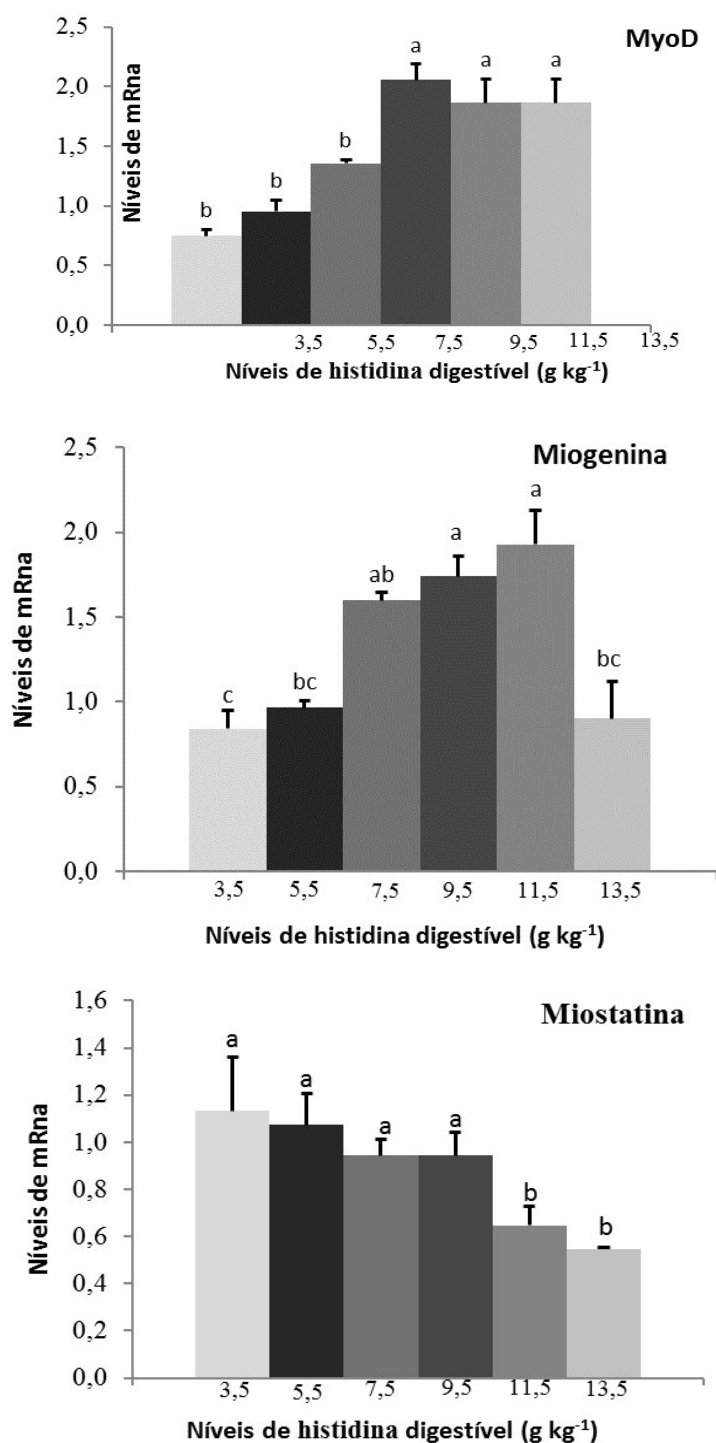 MyoD
Níveis de mRna
2,5
2,0
1,5
1,0
0,5
0,0
b
b
b
a
a
a
3,5 5,5 7,5 9,5 11,5 13,5
Níveis de histidina digestível (g kg-1)
Miogenina
Níveis de mRna
2,5
2,0
1,5
1,0
0,5
0,0
c
bc
ab
a
a
bc
3,5 5,5 7,5 9,5 11,5 13,5
Níveis de histidina digestível (g kg-1)
Miostatina
Níveis de mRna
1,6
1,4
1,2
1,0
0,8
0,6
0,4
0,2
0,0
a
a
a
a
b
b
3,5 5,5 7,5 9,5 11,5 13,5
Níveis de histidina digestível (g kg-1)